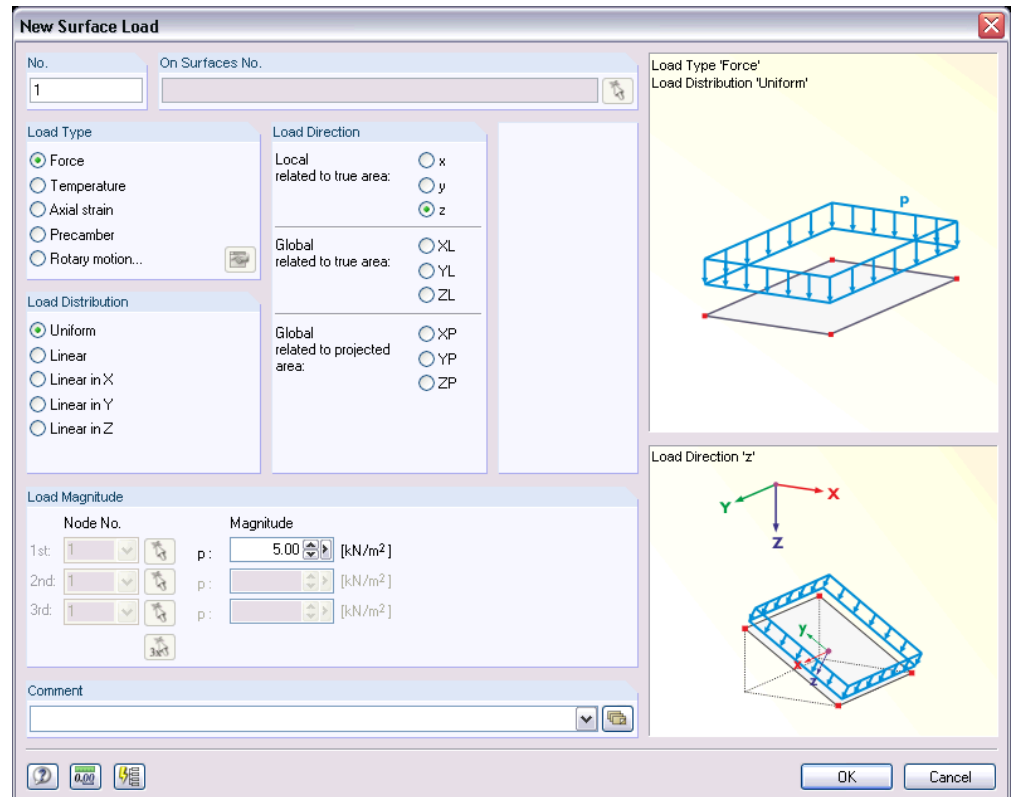 New Surface Load
No. On Surfaces No.
1
Load Type 'Force'
Load Distribution 'Uniform'
p
Load Type
Force
Temperature
Axial strain
Precamber
Rotary motion...
Load Direction
Local
related to true area:
x
y
z
Global
related to true area:
XL
YL
ZL
Global
related to projected
area:
XP
YP
ZP
Load Distribution
Uniform
Linear
Linear in X
Linear in Y
Linear in Z
Load Direction 'z'
X
Y
Z
y
x
z
Load Magnitude
Node No. Magnitude
1st: 1 p: 5.00 [kN/m²]
2nd: 1 p: [kN/m²]
3rd: 1 p: [kN/m²]
3x
Comment
0.00
OK Cancel